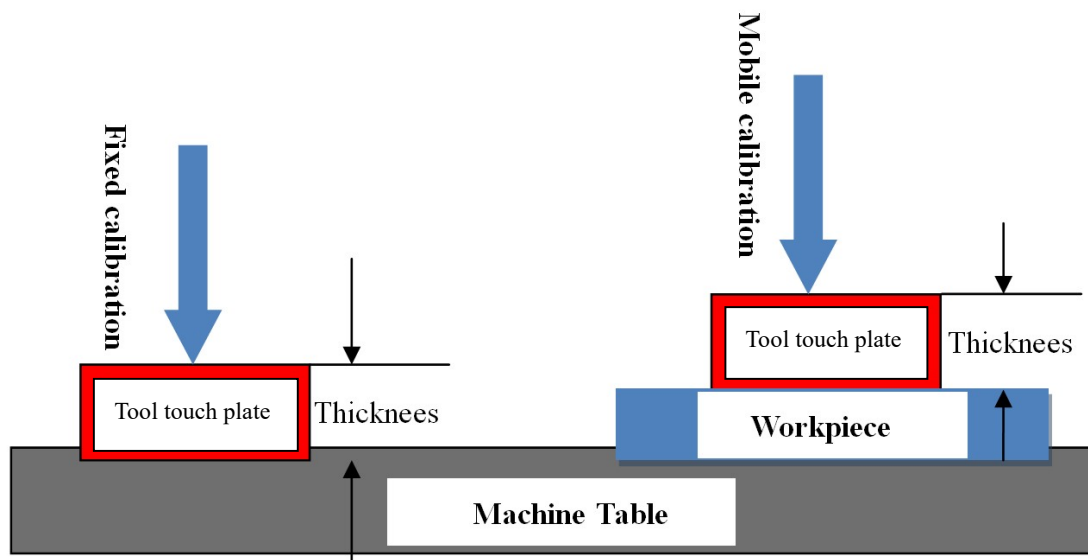 Fixed calibration
Mobile calibration
Tool touch plate
Thicknees
Tool touch plate
Thicknees
Workpiece
Machine Table